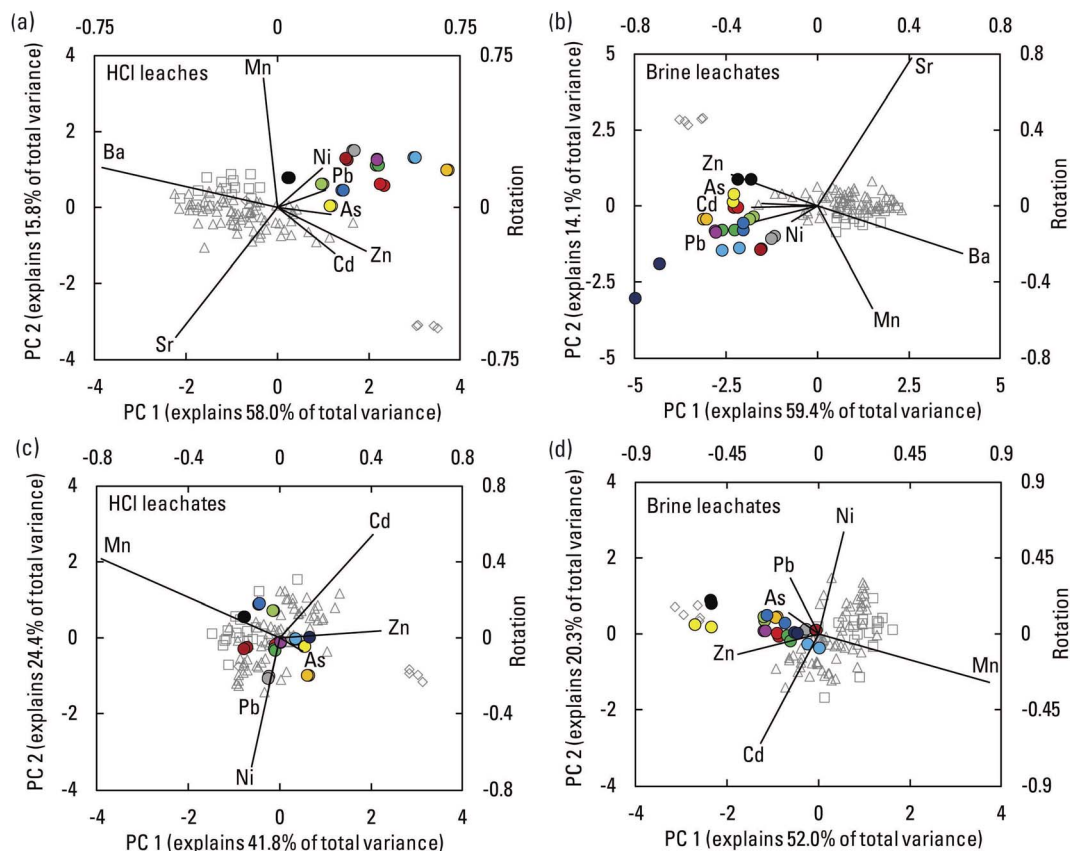 (a)
-0.75 0 0.75
HCl leaches
Mn
Ba
Ni
Pb
As
Zn
Cd
Sr
4
2
0
-2
-4
PC 2 (explains 15.8% of total variance)
0.75
0
-0.75
Rotation
-4 -2 0 2 4
PC 1 (explains 58.0% of total variance)
(b)
-0.8 -0.4 0 0.4 0.8
Brine leachates
Sr
Zn
As
Cd
Pb
Ni
Ba
Mn
5
2.5
0
-2.5
-5
PC 2 (explains 14.1% of total variance)
0.8
0.4
0
-0.4
-0.8
Rotation
-5 -2.5 0 2.5 5
PC 1 (explains 59.4% of total variance)
(c)
-0.8 -0.4 0 0.4 0.8
HCl leachates
Cd
Mn
Zn
As
Pb
Ni
4
2
0
-2
-4
PC 2 (explains 24.4% of total variance)
0.8
0.4
0
-0.4
-0.8
Rotation
-4 -2 0 2 4
PC 1 (explains 41.8% of total variance)
(d)
-0.9 -0.45 0 0.45 0.9
Brine leachates
Ni
Pb
As
Zn
Mn
Cd
4
2
0
-2
-4
PC 2 (explains 20.3% of total variance)
0.9
0.45
0
-0.45
-0.9
Rotation
-4 -2 0 2 4
PC 1 (explains 52.0% of total variance)